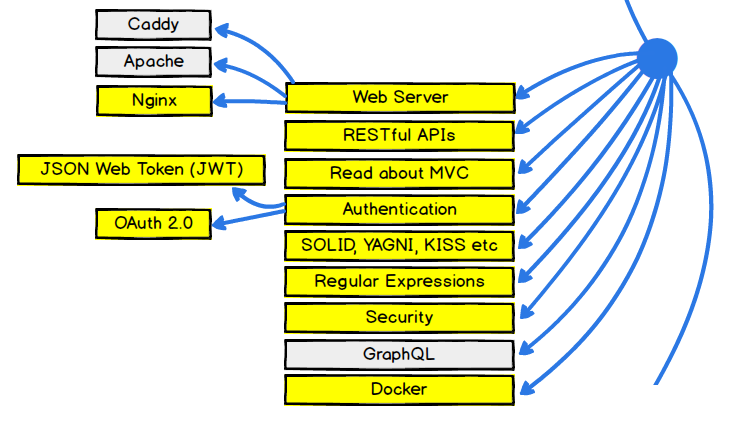 Caddy
Apache
Nginx
Web Server
RESTful APIs
JSON Web Token (JWT)
Read about MVC
OAuth 2.0
Authentication
SOLID, YAGNI, KISS etc
Regular Expressions
Security
GraphQL
Docker